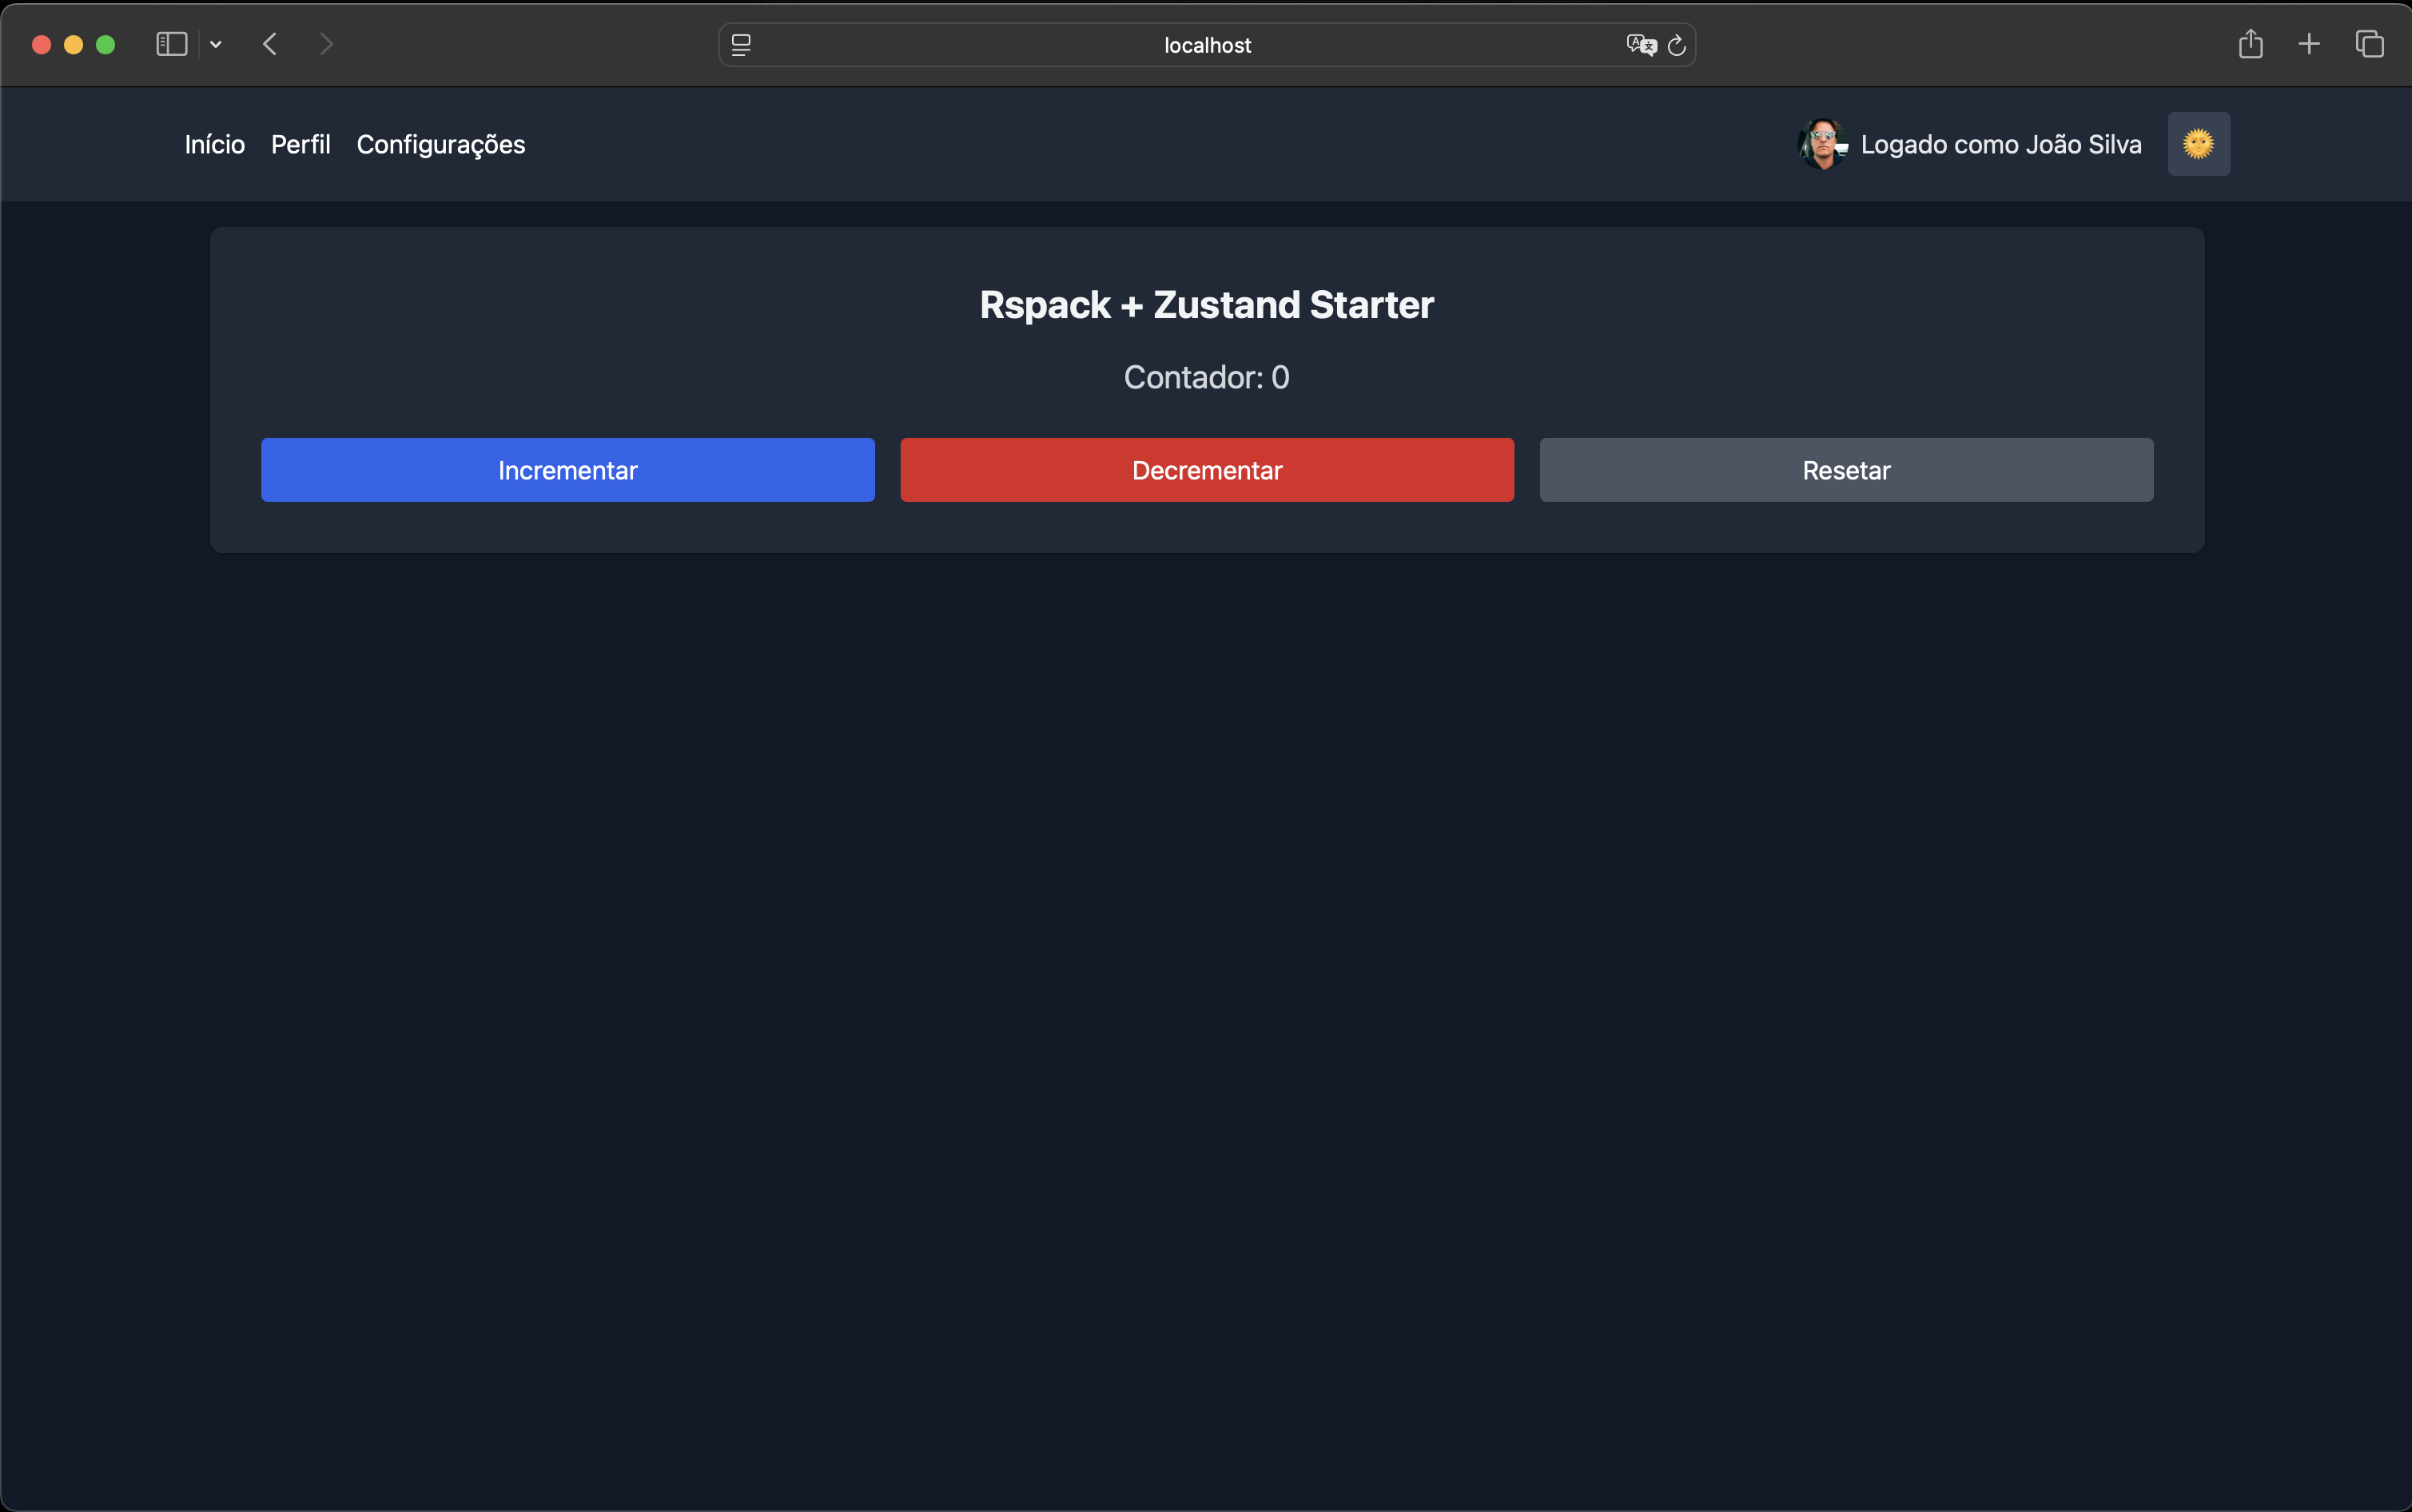 localhost
Início Perfil Configurações Logado como João Silva
Rspack + Zustand Starter
Contador: 0
Incrementar Decrementar Resetar